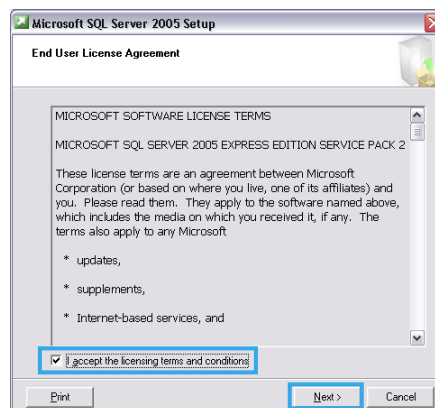 Microsoft SQL Server 2005 Setup
End User License Agreement
MICROSOFT SOFTWARE LICENSE TERMS
MICROSOFT SQL SERVER 2005 EXPRESS EDITION SERVICE PACK 2
These license terms are an agreement between Microsoft
Corporation (or based on where you live, one of its affiliates) and
you. Please read them. They apply to the software named above,
which includes the media on which you received it, if any. The
terms also apply to any Microsoft
* updates,
* supplements,
* Internet-based services, and
I accept the licensing terms and conditions
Print
Next >
Cancel